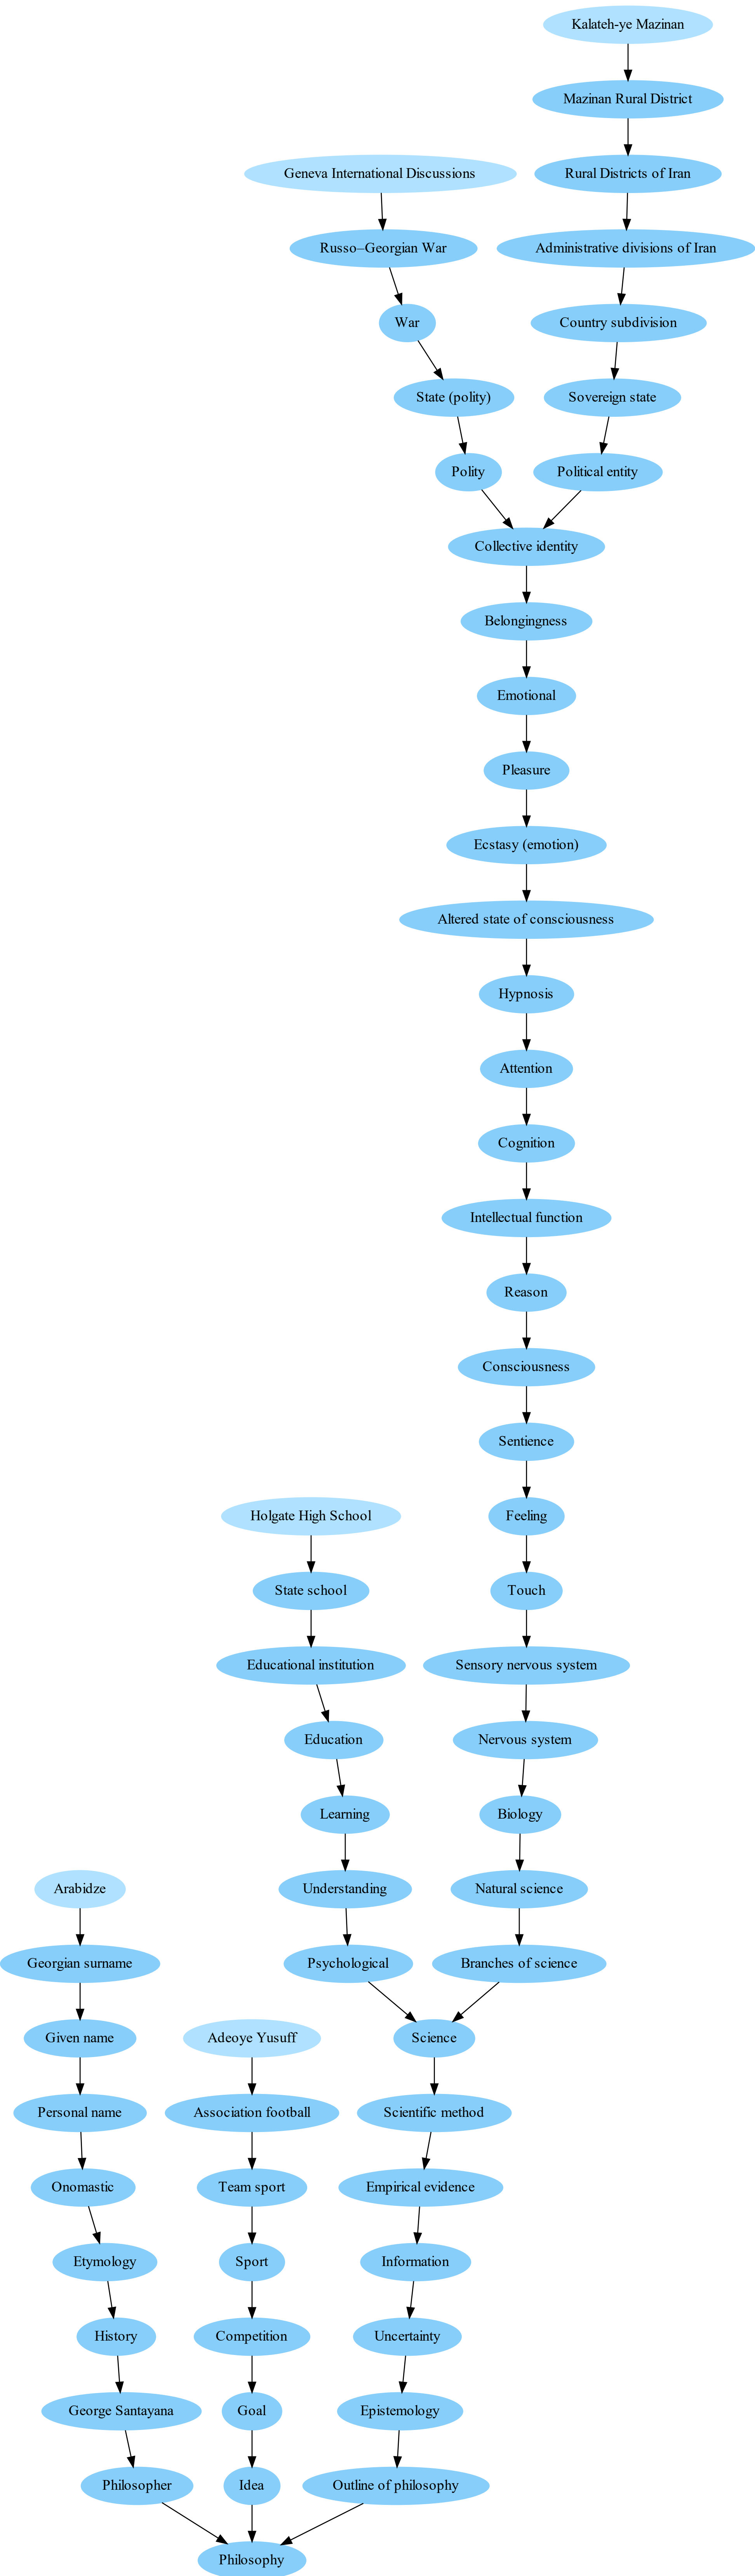 Kalateh-ye Mazinan
Mazinan Rural District
Geneva International Discussions
Rural Districts of Iran
Russo–Georgian War
Administrative divisions of Iran
War
Country subdivision
State (polity)
Sovereign state
Polity
Political entity
Collective identity
Belongingness
Emotional
Pleasure
Ecstasy (emotion)
Altered state of consciousness
Hypnosis
Attention
Cognition
Intellectual function
Reason
Consciousness
Sentience
Holgate High School
Feeling
State school
Touch
Educational institution
Sensory nervous system
Education
Nervous system
Learning
Biology
Arabidze
Understanding
Natural science
Georgian surname
Psychological
Branches of science
Given name
Adeoye Yusuff
Science
Personal name
Association football
Scientific method
Onomastic
Team sport
Empirical evidence
Etymology
Sport
Information
History
Competition
Uncertainty
George Santayana
Goal
Epistemology
Philosopher
Idea
Outline of philosophy
Philosophy